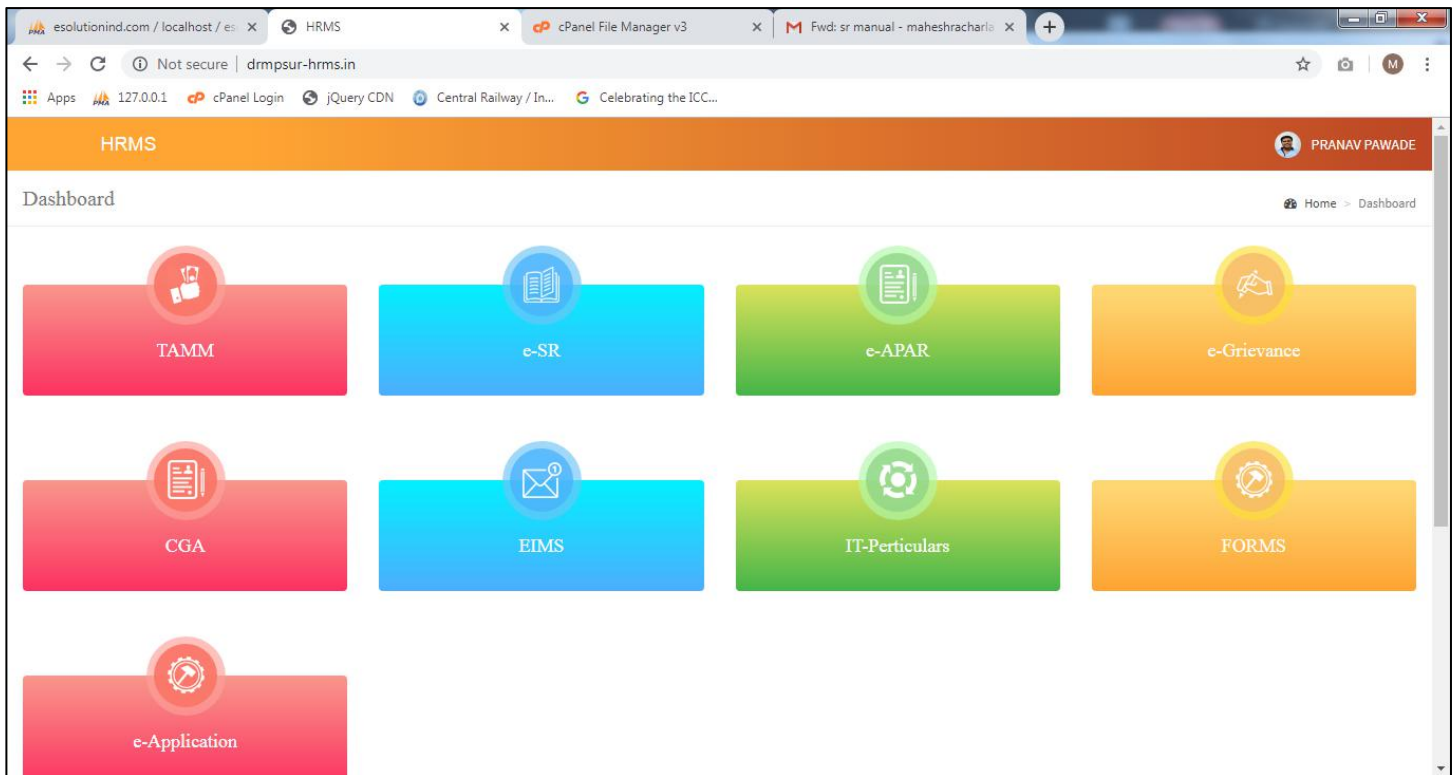 esolutionind.com / localhost / es
HRMS
cPanel File Manager v3
Fwd: sr manual - maheshracharla
Not secure | drmpsur-hrms.in
M
Apps
127.0.0.1
cPanel Login
jQuery CDN
Central Railway / In...
Celebrating the ICC...
HRMS
PRANAV PAWADE
Dashboard
Home > Dashboard
TAMM
e-SR
e-APAR
e-Grievance
CGA
EIMS
IT-Perticulars
FORMS
e-Application